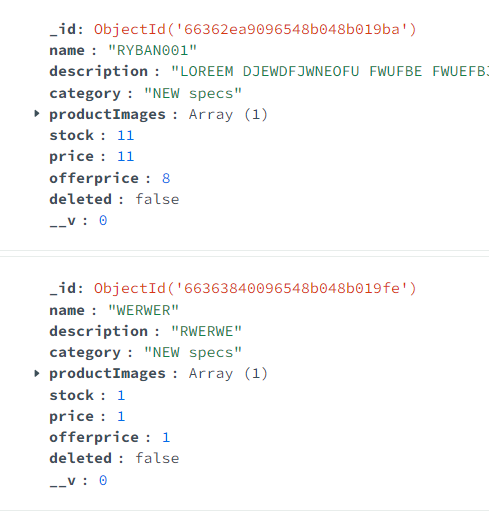 _id: ObjectId('66362ea9096548b048b019ba')
name : "RYBAN001"
description : "LOREEM DJEWDFJWNEOFU FWUFBE FWUEFBJ
category : "NEW specs"
productImages : Array (1)
stock : 11
price : 11
offerprice : 8
deleted : false
__v : 0
_id: ObjectId('66363840096548b048b019fe')
name : "WERWER"
description : "RWERWE"
category : "NEW specs"
productImages : Array (1)
stock : 1
price : 1
offerprice : 1
deleted : false
__v : 0